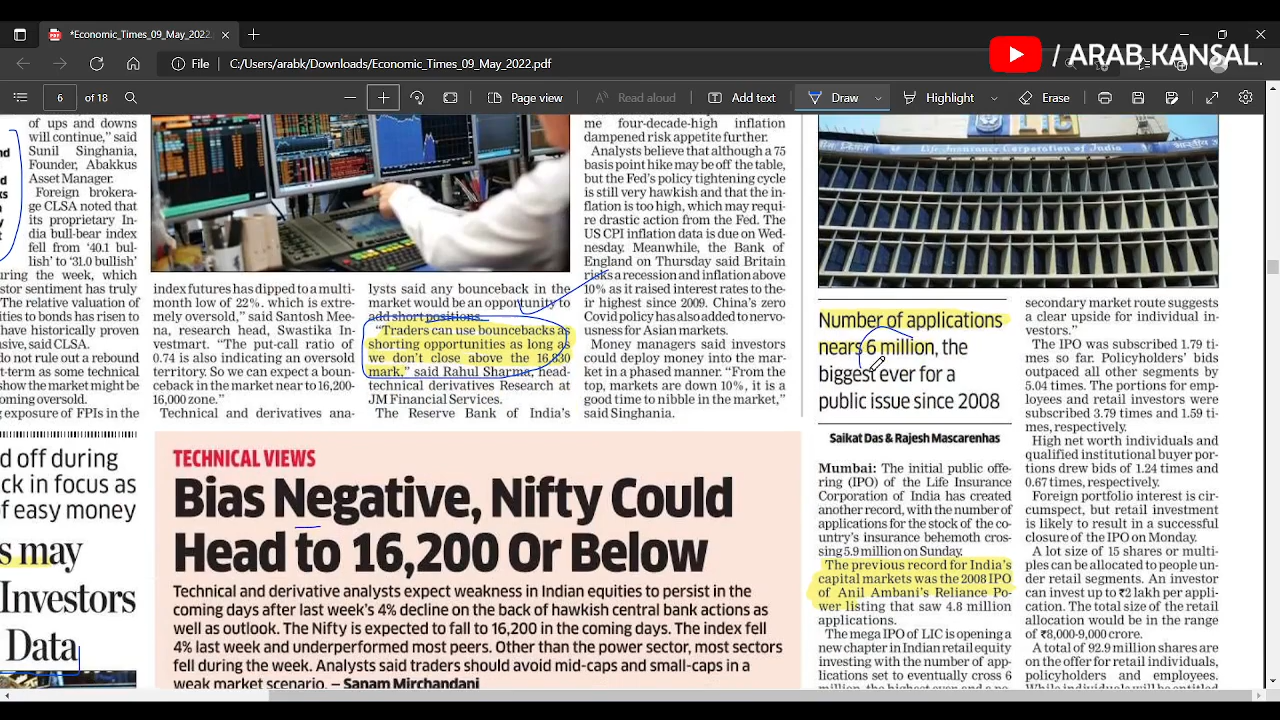 *Economic_Times_09_May_2022.
/ ARAB KANSAL.
File
C:/Users/arabk/Downloads/Economic_Times_09_May_2022.pdf
6 of 18
Page view
Read aloud
Add text
Draw
Highlight
Erase
of ups and downs
will continue,” said
Sunil Singhania,
Founder, Abakkus
Asset Manager.
Foreign brokera-
ge CLSA noted that
its proprietary In-
dia bull-bear index
fell from ‘40.1 bul-
lish’ to ‘31.0 bullish’
uring the week, which
stor sentiment has truly
The relative valuation of
ities to bonds has risen to
have historically proven
usive, said CLSA.
do not rule out a rebound
t-term as some technical
show the market might be
coming oversold.
g exposure of FPIs in the
d off during
ck in focus as
of easy money
s may
Investors
Data
index futures has dipped to a multi-
month low of 22%. which is extre-
mely oversold,” said Santosh Mee-
na, research head, Swastika In-
vestmart. “The put-call ratio of
0.74 is also indicating an oversold
territory. So we can expect a boun-
ceback in the market near to 16,200-
16,000 zone.”
Technical and derivatives ana-
lysts said any bounceback in the
market would be an opportunity to
add short positions.
“Traders can use bouncebacks as
shorting opportunities as long as
we don’t close above the 16,830
mark,” said Rahul Sharma, head-
technical derivatives Research at
JM Financial Services.
The Reserve Bank of India’s
me four-decade-high inflation
dampened risk appetite further.
Analysts believe that although a 75
basis point hike may be off the table,
but the Fed’s policy tightening cycle
is still very hawkish and that the in-
flation is too high, which may requi-
re drastic action from the Fed. The
US CPI inflation data is due on Wed-
nesday. Meanwhile, the Bank of
England on Thursday said Britain
risks a recession and inflation above
10% as it raised interest rates to the-
ir highest since 2009. China’s zero
Covid policy has also added to nervo-
usness for Asian markets.
Money managers said investors
could deploy money into the mar-
ket in a phased manner. “From the
top, markets are down 10%, it is a
good time to nibble in the market,”
said Singhania.
TECHNICAL VIEWS
Bias Negative, Nifty Could
Head to 16,200 Or Below
Technical and derivative analysts expect weakness in Indian equities to persist in the
coming days after last week’s 4% decline on the back of hawkish central bank actions as
well as outlook. The Nifty is expected to fall to 16,200 in the coming days. The index fell
4% last week and underperformed most peers. Other than the power sector, most sectors
fell during the week. Analysts said traders should avoid mid-caps and small-caps in a
weak market scenario. – Sanam Mirchandani
LIC
Life Insurance Corporation of India
Number of applications
nears 6 million, the
biggest ever for a
public issue since 2008
Saikat Das & Rajesh Mascarenhas
Mumbai: The initial public offe-
ring (IPO) of the Life Insurance
Corporation of India has created
another record, with the number of
applications for the stock of the co-
untry’s insurance behemoth cros-
sing 5.9 million on Sunday.
The previous record for India’s
capital markets was the 2008 IPO
of Anil Ambani’s Reliance Po-
wer listing that saw 4.8 million
applications.
The mega IPO of LIC is opening a
new chapter in Indian retail equity
investing with the number of app-
lications set to eventually cross 6
secondary market route suggests
a clear upside for individual in-
vestors.”
The IPO was subscribed 1.79 ti-
mes so far. Policyholders’ bids
outpaced all other segments by
5.04 times. The portions for emp-
loyees and retail investors were
subscribed 3.79 times and 1.59 ti-
mes, respectively.
High net worth individuals and
qualified institutional buyer por-
tions drew bids of 1.24 times and
0.67 times, respectively.
Foreign portfolio interest is cir-
cumspect, but retail investment
is likely to result in a successful
closure of the IPO on Monday.
A lot size of 15 shares or multi-
ples can be allocated to people un-
der retail segments. An investor
can invest up to ₹2 lakh per appli-
cation. The total size of the retail
allocation would be in the range
of ₹8,000-9,000 crore.
A total of 92.9 million shares are
on the offer for retail individuals,
policyholders and employees.